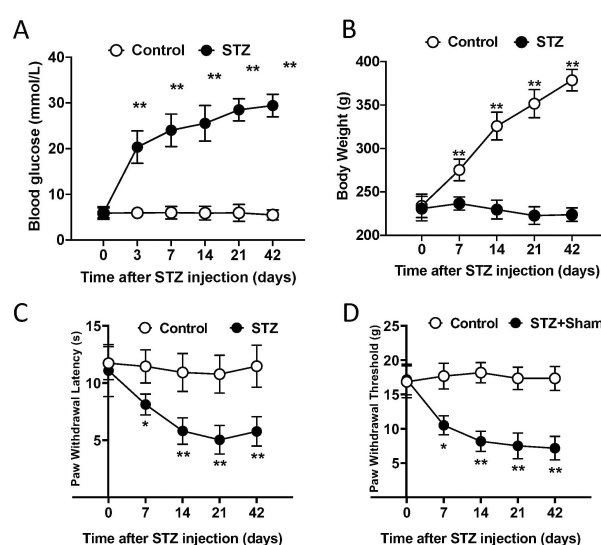 A
Control STZ
Blood glucose (mmol/L)
40
30
20
10
0
** ** ** ** **
0 3 7 14 21 42
Time after STZ injection (days)
B
Control STZ
Body Weight (g)
400
350
300
250
200
** ** ** **
0 7 14 21 42
Time after STZ injection (days)
C
Control STZ
Paw Withdrawal Latency (s)
15
10
5
* ** ** **
0 7 14 21 42
Time after STZ injection (days)
D
Control STZ+Sham
Paw Withdrawal Threshold (g)
25
20
15
10
5
* ** ** **
0 7 14 21 42
Time after STZ injection (days)